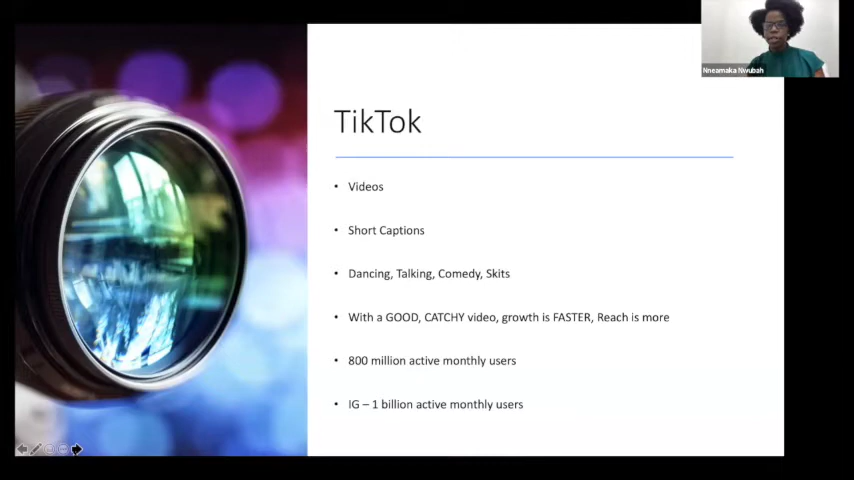 Nneamaka Nwubah
TikTok
• Videos
• Short Captions
• Dancing, Talking, Comedy, Skits
• With a GOOD, CATCHY video, growth is FASTER, Reach is more
• 800 million active monthly users
• IG – 1 billion active monthly users